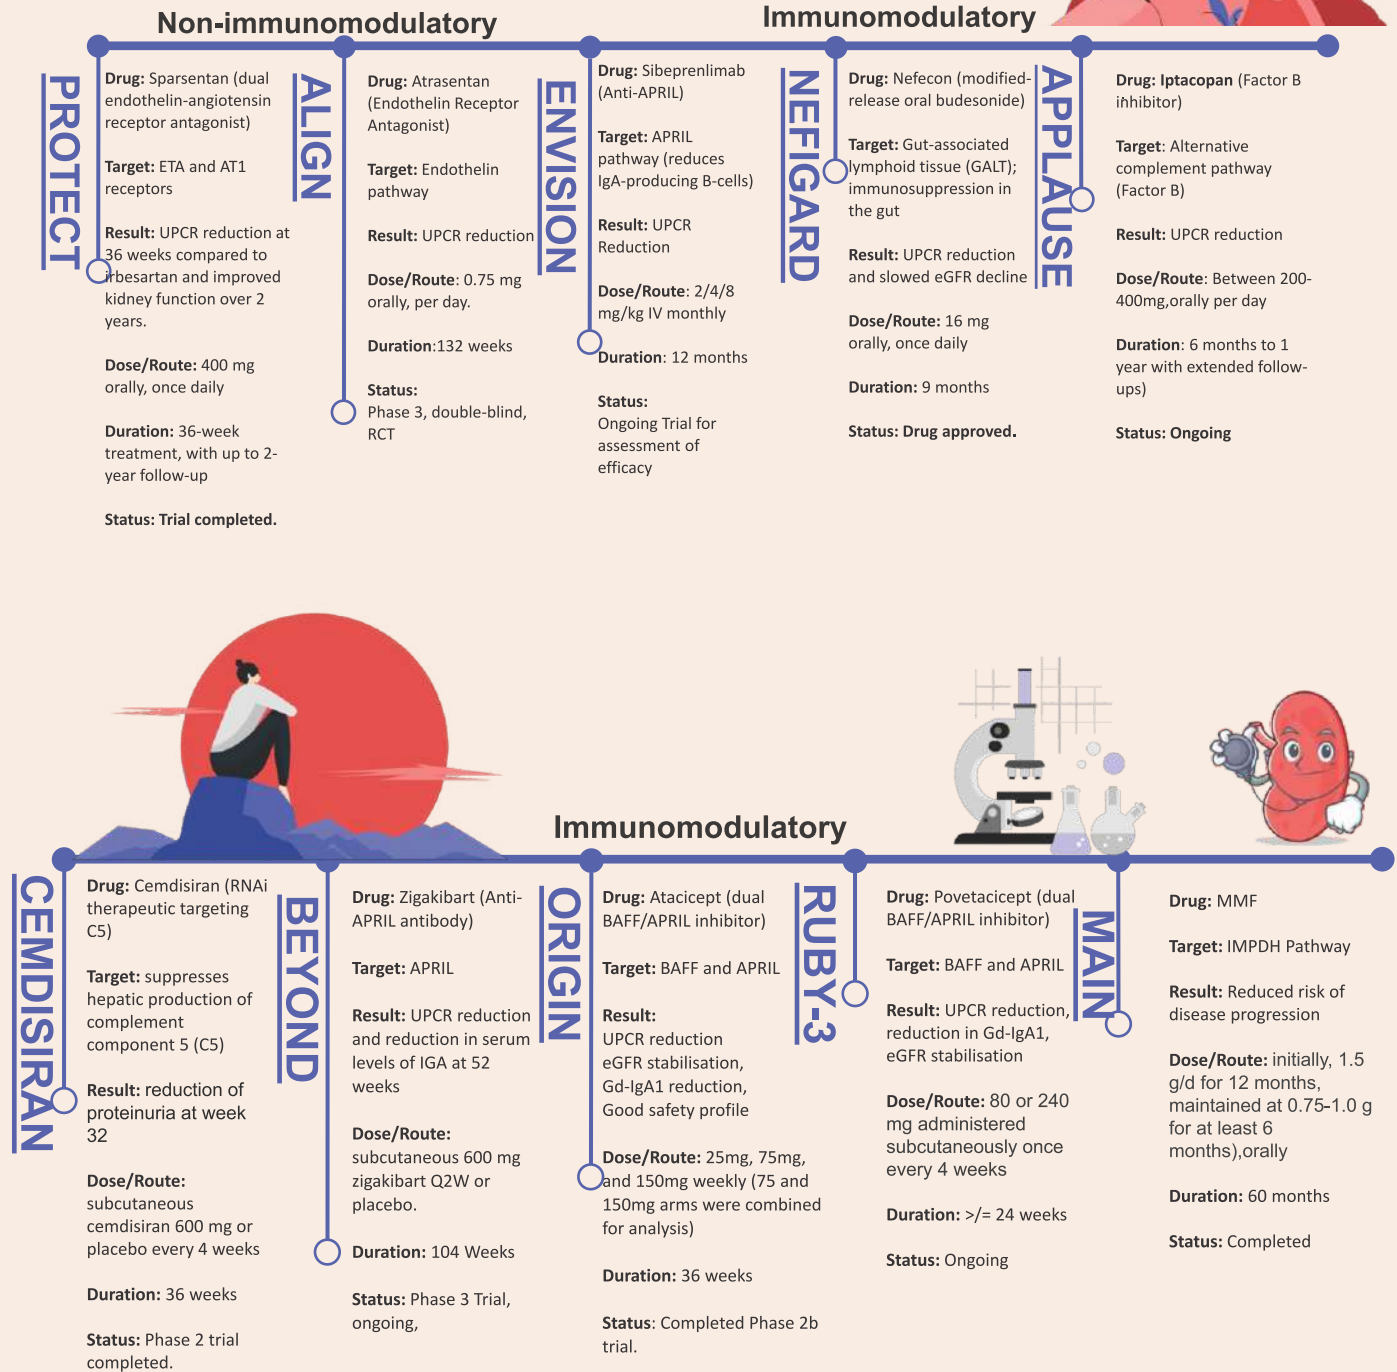 Non-immunomodulatory
Immunomodulatory
PROTECT
Drug: Sparsentan (dual
endothelin-angiotensin
receptor antagonist)
Target: ETA and AT1
receptors
Result: UPCR reduction at
36 weeks compared to
irbesartan and improved
kidney function over 2
years.
Dose/Route: 400 mg
orally, once daily
Duration: 36-week
treatment, with up to 2-
year follow-up
Status: Trial completed.
ALIGN
Drug: Atrasentan
(Endothelin Receptor
Antagonist)
Target: Endothelin
pathway
Result: UPCR reduction
Dose/Route: 0.75 mg
orally, per day.
Duration:132 weeks
Status:
Phase 3, double-blind,
RCT
ENVISION
Drug: Sibeprenlimab
(Anti-APRIL)
Target: APRIL
pathway (reduces
IgA-producing B-cells)
Result: UPCR
Reduction
Dose/Route: 2/4/8
mg/kg IV monthly
Duration: 12 months
Status:
Ongoing Trial for
assessment of
efficacy
NEFIGARD
Drug: Nefecon (modified-
release oral budesonide)
Target: Gut-associated
lymphoid tissue (GALT);
immunosuppression in
the gut
Result: UPCR reduction
and slowed eGFR decline
Dose/Route: 16 mg
orally, once daily
Duration: 9 months
Status: Drug approved.
APPLAUSE
Drug: Iptacopan (Factor B
inhibitor)
Target: Alternative
complement pathway
(Factor B)
Result: UPCR reduction
Dose/Route: Between 200-
400mg,orally per day
Duration: 6 months to 1
year with extended follow-
ups)
Status: Ongoing
Immunomodulatory
CEMDISIRAN
Drug: Cemdisiran (RNAi
therapeutic targeting
C5)
Target: suppresses
hepatic production of
complement
component 5 (C5)
Result: reduction of
proteinuria at week
32
Dose/Route:
subcutaneous
cemdisiran 600 mg or
placebo every 4 weeks
Duration: 36 weeks
Status: Phase 2 trial
completed.
BEYOND
Drug: Zigakibart (Anti-
APRIL antibody)
Target: APRIL
Result: UPCR reduction
and reduction in serum
levels of IGA at 52
weeks
Dose/Route:
subcutaneous 600 mg
zigakibart Q2W or
placebo.
Duration: 104 Weeks
Status: Phase 3 Trial,
ongoing,
ORIGIN
Drug: Atacicept (dual
BAFF/APRIL inhibitor)
Target: BAFF and APRIL
Result:
UPCR reduction
eGFR stabilisation,
Gd-IgA1 reduction,
Good safety profile
Dose/Route: 25mg, 75mg,
and 150mg weekly (75 and
150mg arms were combined
for analysis)
Duration: 36 weeks
Status: Completed Phase 2b
trial.
RUBY-3
Drug: Povetacicept (dual
BAFF/APRIL inhibitor)
Target: BAFF and APRIL
Result: UPCR reduction,
reduction in Gd-IgA1,
eGFR stabilisation
Dose/Route: 80 or 240
mg administered
subcutaneously once
every 4 weeks
Duration: >/= 24 weeks
Status: Ongoing
MAIN
Drug: MMF
Target: IMPDH Pathway
Result: Reduced risk of
disease progression
Dose/Route: initially, 1.5
g/d for 12 months,
maintained at 0.75-1.0 g
for at least 6
months),orally
Duration: 60 months
Status: Completed